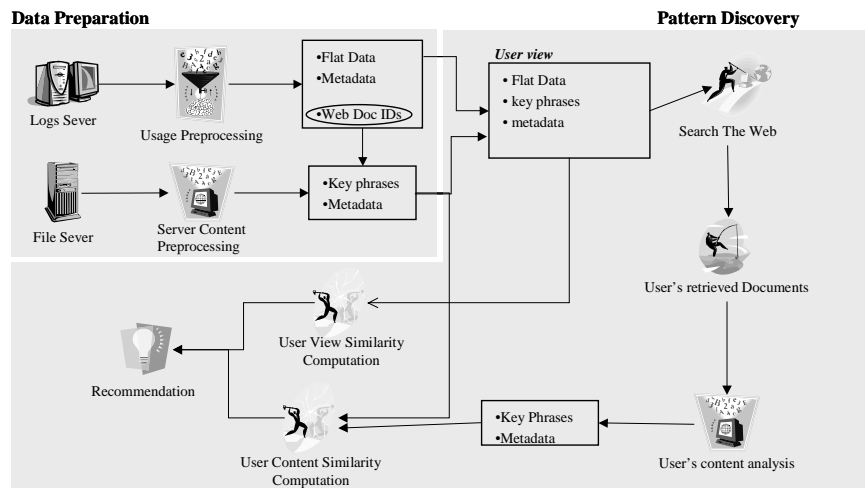 Data Preparation
Pattern Discovery
•Flat Data
•Metadata
•Web Doc IDs
Logs Sever
Usage Preprocessing
User view
• Flat Data
• key phrases
• metadata
Search The Web
•Key phrases
•Metadata
File Sever
Server Content
Preprocessing
User's retrieved Documents
User View Similarity
Computation
Recommendation
•Key Phrases
•Metadata
User Content Similarity
Computation
User's content analysis